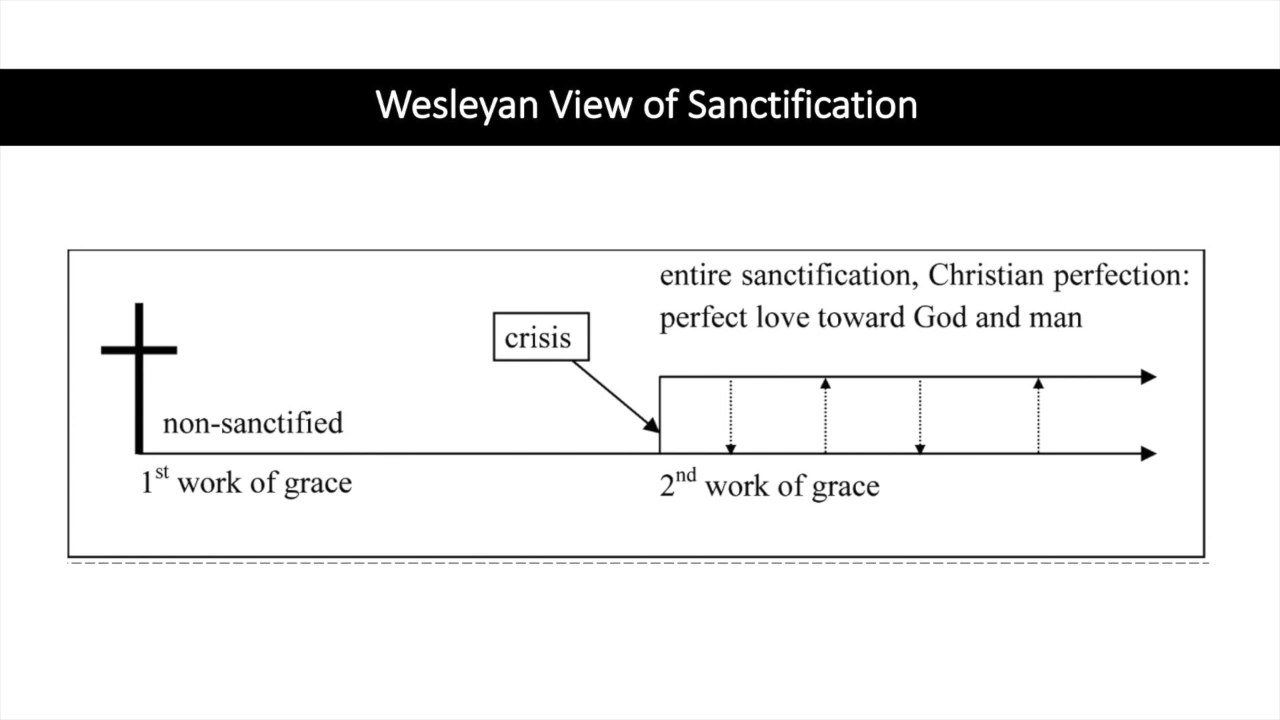 Wesleyan View of Sanctification
entire sanctification, Christian perfection:
perfect love toward God and man
crisis
non-sanctified
1st work of grace
2nd work of grace